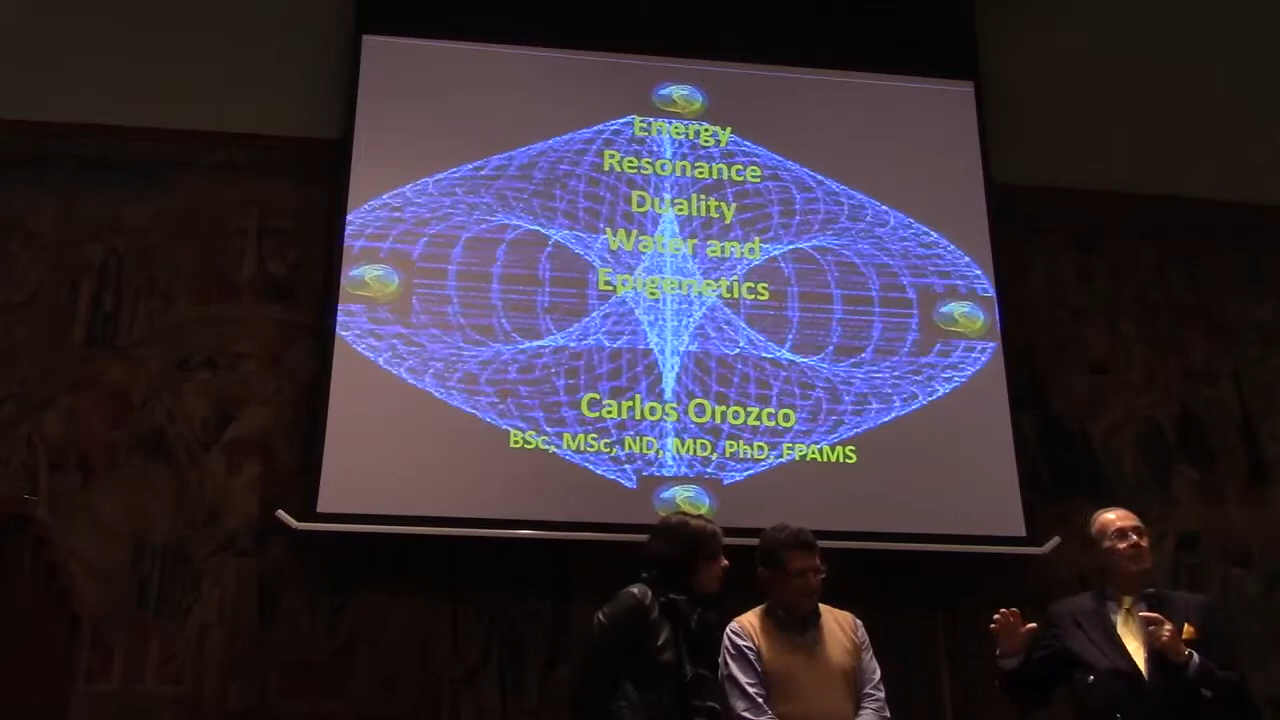 Energy
Resonance
Duality
Water and
Epigenetics
Carlos Orozco
BSc, MSc, ND, MD, PhD, FPAMS